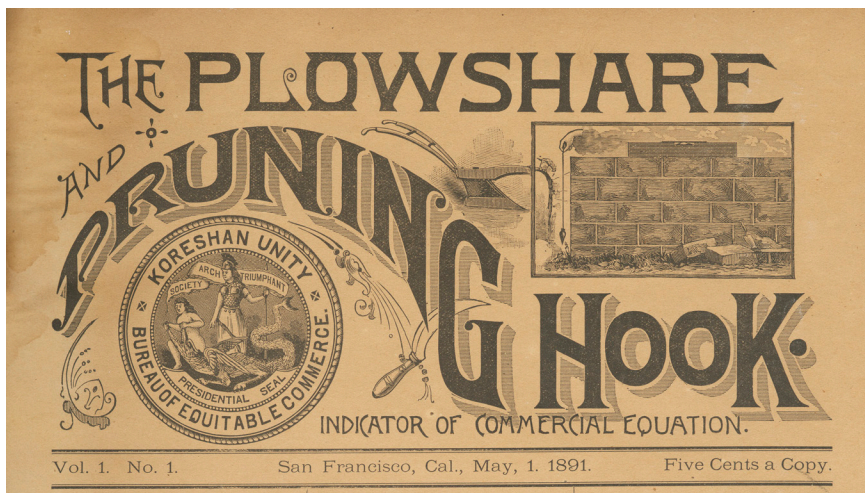 THE PLOWSHARE
AND
PRUNING HOOK.
KORESHAN UNITY
SOCIETY ARCH TRIUMPHANT
PRESIDENTIAL SEAL
BUREAU OF EQUITABLE COMMERCE.
INDICATOR OF COMMERCIAL EQUATION.
Vol. 1. No. 1. San Francisco, Cal., May, 1. 1891. Five Cents a Copy.